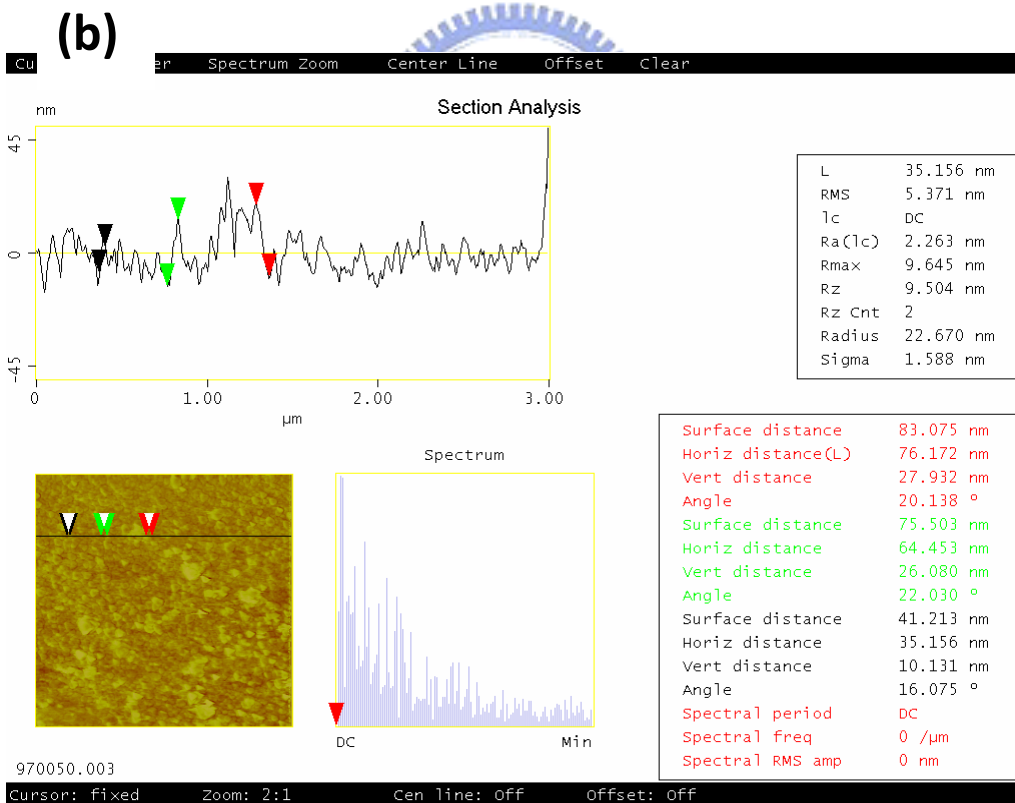 (b)
Cu er Spectrum Zoom Center Line Offset Clear
Section Analysis
nm
45
0
-45
0 1.00 2.00 3.00
µm
L 35.156 nm
RMS 5.371 nm
lc DC
Ra(lc) 2.263 nm
Rmax 9.645 nm
Rz 9.504 nm
Rz Cnt 2
Radius 22.670 nm
Sigma 1.588 nm
Surface distance 83.075 nm
Horiz distance(L) 76.172 nm
Vert distance 27.932 nm
Angle 20.138 °
Surface distance 75.503 nm
Horiz distance 64.453 nm
Vert distance 26.080 nm
Angle 22.030 °
Surface distance 41.213 nm
Horiz distance 35.156 nm
Vert distance 10.131 nm
Angle 16.075 °
Spectral period DC
Spectral freq 0 /µm
Spectral RMS amp 0 nm
Spectrum
DC Min
970050.003
Cursor: fixed Zoom: 2:1 Cen line: Off Offset: Off